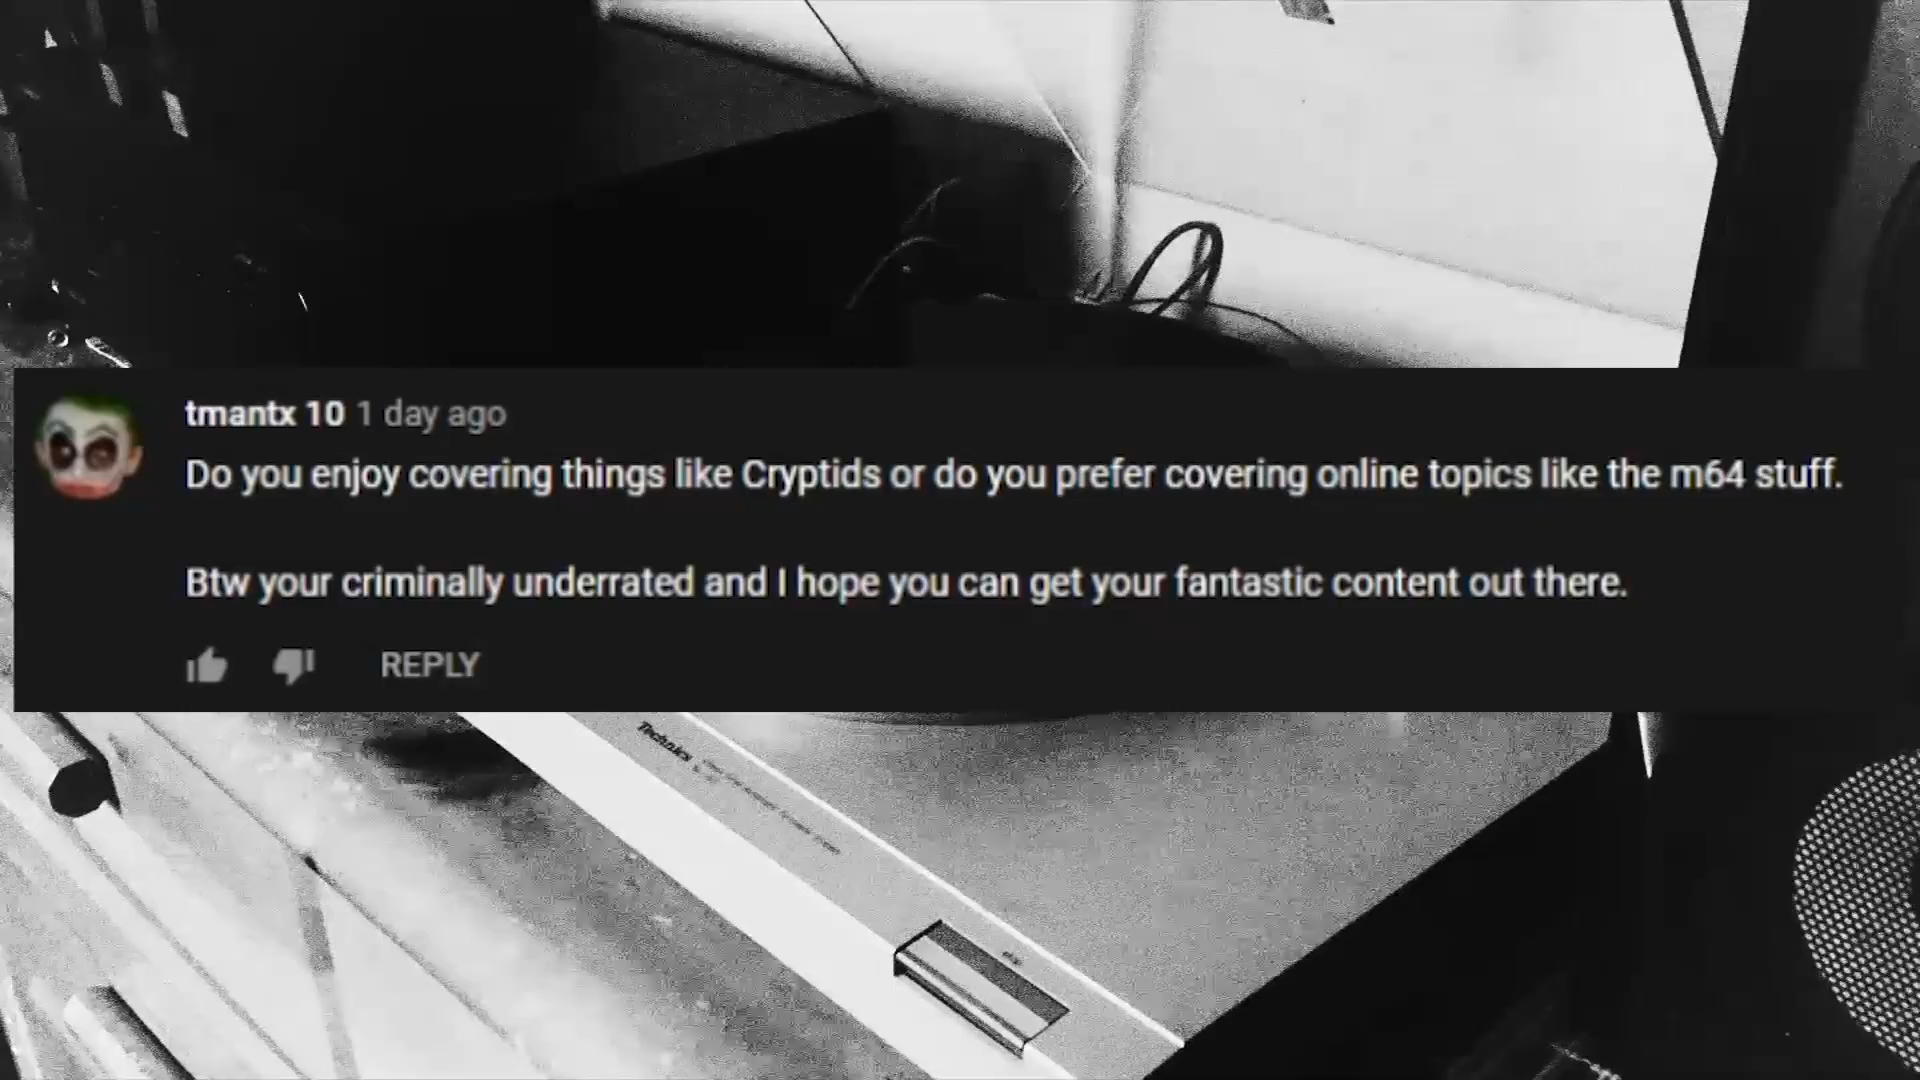 tmantx 10 1 day ago
Do you enjoy covering things like Cryptids or do you prefer covering online topics like the m64 stuff.
Btw your criminally underrated and I hope you can get your fantastic content out there.
REPLY
Technics